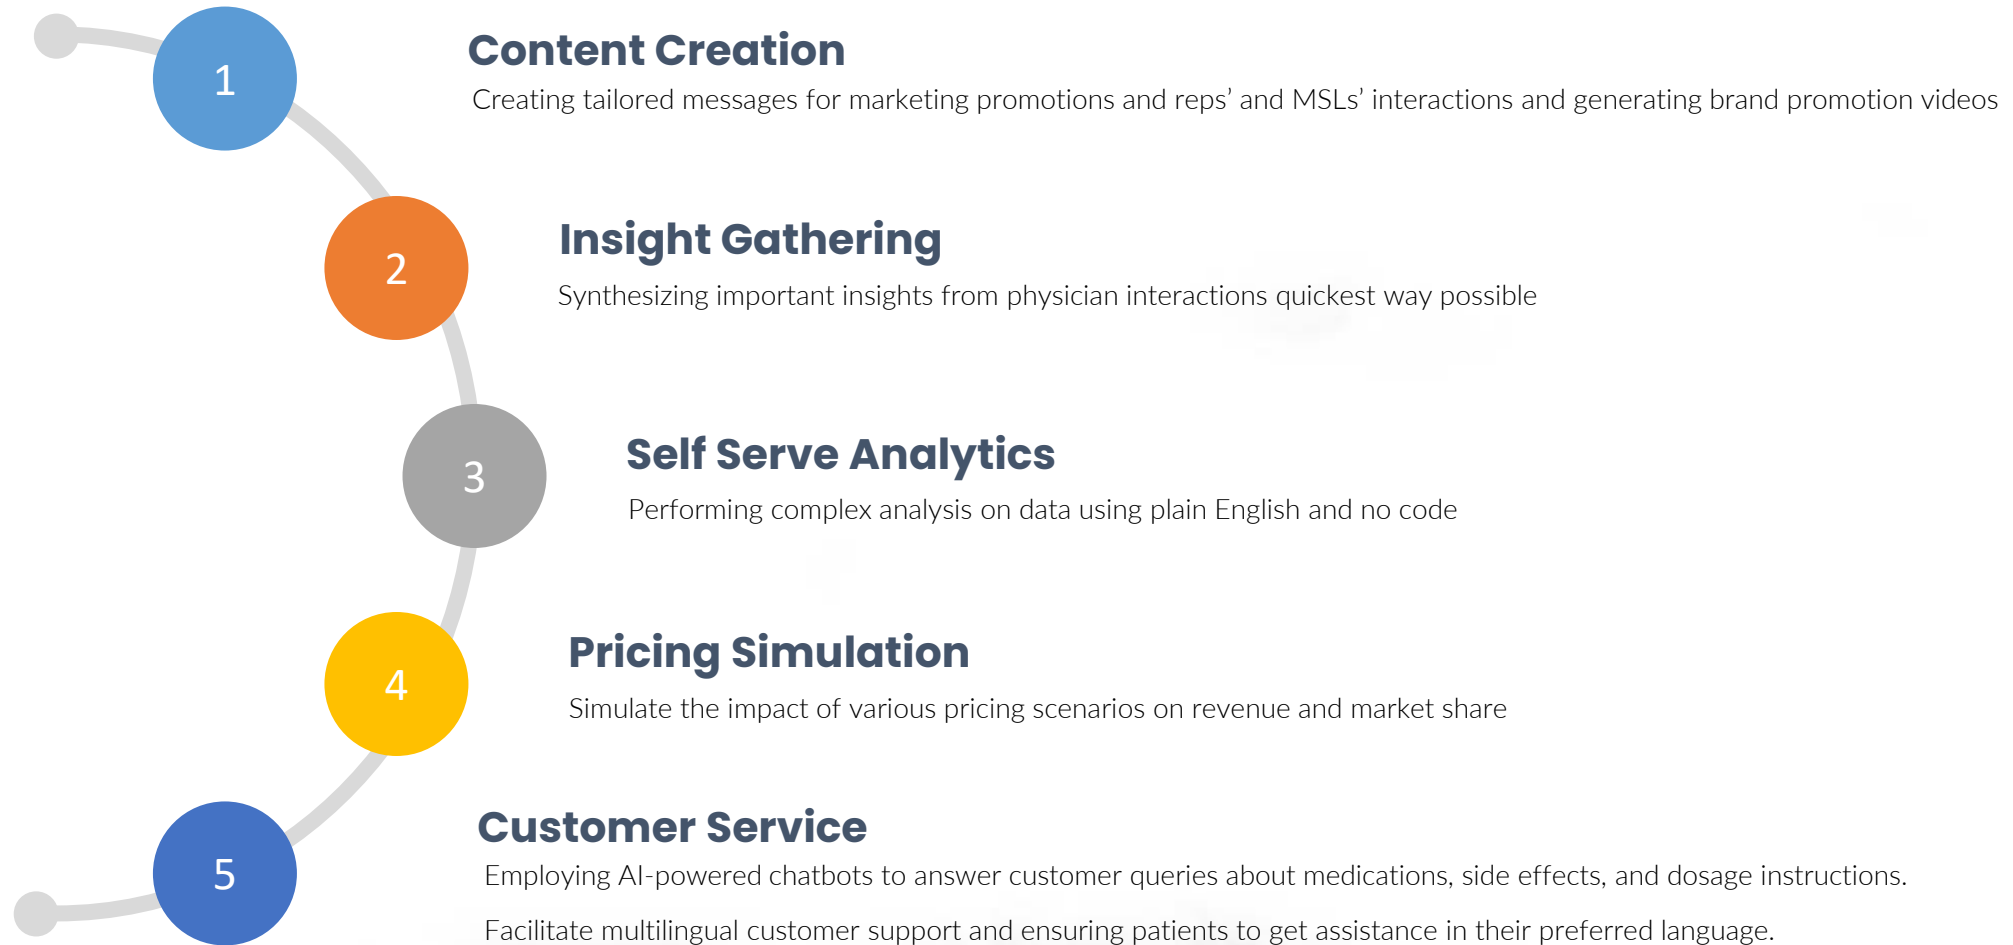 1
Content Creation
Creating tailored messages for marketing promotions and reps’ and MSLs’ interactions and generating brand promotion videos
2
Insight Gathering
Synthesizing important insights from physician interactions quickest way possible
3
Self Serve Analytics
Performing complex analysis on data using plain English and no code
4
Pricing Simulation
Simulate the impact of various pricing scenarios on revenue and market share
5
Customer Service
Employing AI-powered chatbots to answer customer queries about medications, side effects, and dosage instructions.
Facilitate multilingual customer support and ensuring patients to get assistance in their preferred language.